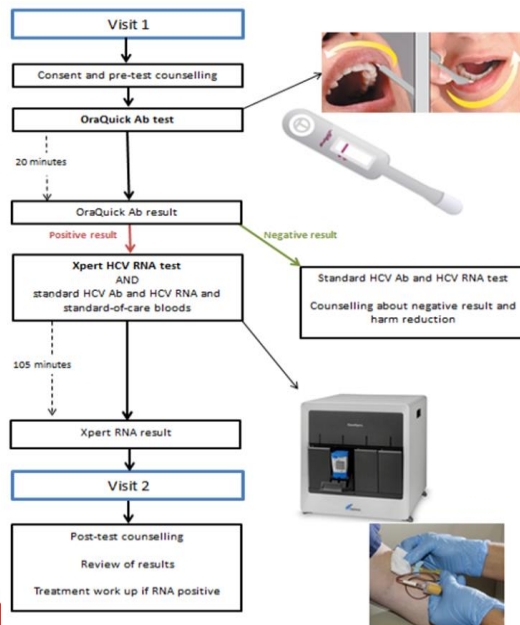 Visit 1
Consent and pre-test counselling
OraQuick Ab test
20 minutes
OraQuick Ab result
Positive result
Negative result
Xpert HCV RNA test
AND
standard HCV Ab and HCV RNA and
standard-of-care bloods
Standard HCV Ab and HCV RNA test
Counselling about negative result and
harm reduction
105 minutes
Xpert RNA result
Visit 2
Post-test counselling
Review of results
Treatment work up if RNA positive